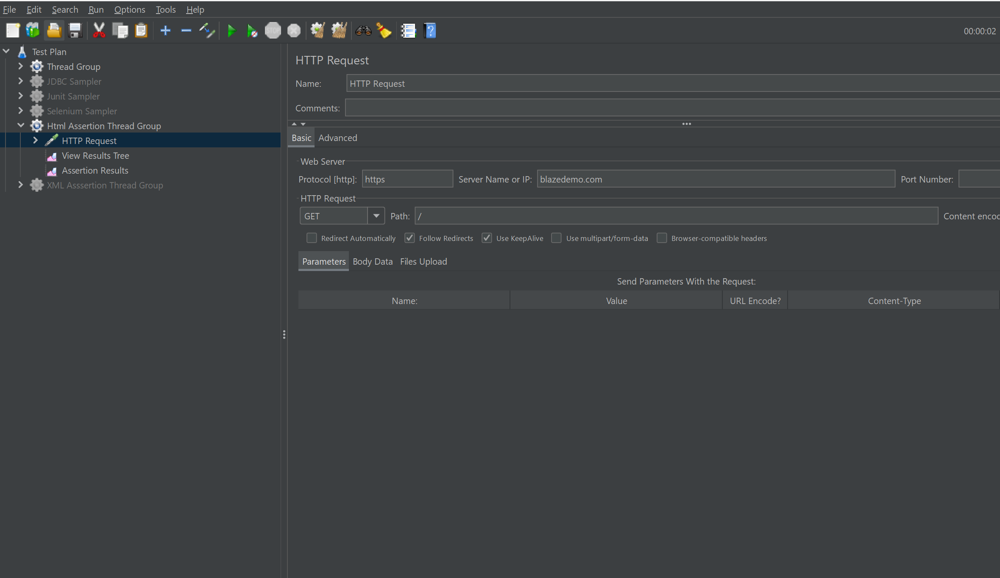 File Edit Search Run Options Tools Help
STOP
?
00:00:02
Test Plan
Thread Group
JDBC Sampler
Junit Sampler
Selenium Sampler
Html Assertion Thread Group
HTTP Request
View Results Tree
Assertion Results
XML Asssertion Thread Group
HTTP Request
Name: HTTP Request
Comments:
Basic Advanced
Web Server
Protocol [http]: https Server Name or IP: blazedemo.com Port Number:
HTTP Request
GET Path: / Content encod
Redirect Automatically Follow Redirects Use KeepAlive Use multipart/form-data Browser-compatible headers
Parameters Body Data Files Upload
Send Parameters With the Request:
Name: Value URL Encode? Content-Type